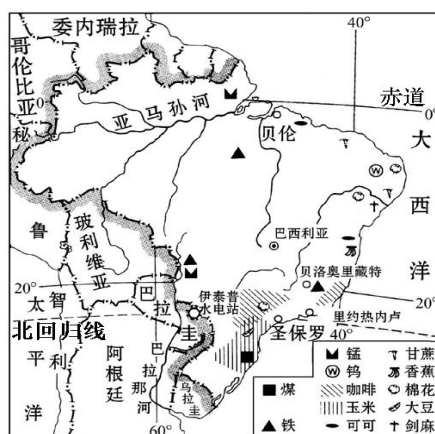 40°
委内瑞拉
哥伦比亚
赤道
0°
0°
亚马孙河
贝伦
大西洋
秘鲁
玻利维亚
巴西利亚
贝洛奥里藏特
20°
20°
伊泰普
水电站
太平洋
智利
巴拉圭
北回归线
圣保罗
里约热内卢
阿根廷
巴拉那河
乌拉圭
60°
40°
锰
甘蔗
W
钨
香蕉
煤
咖啡
棉花
玉米
大豆
铁
可可
剑麻